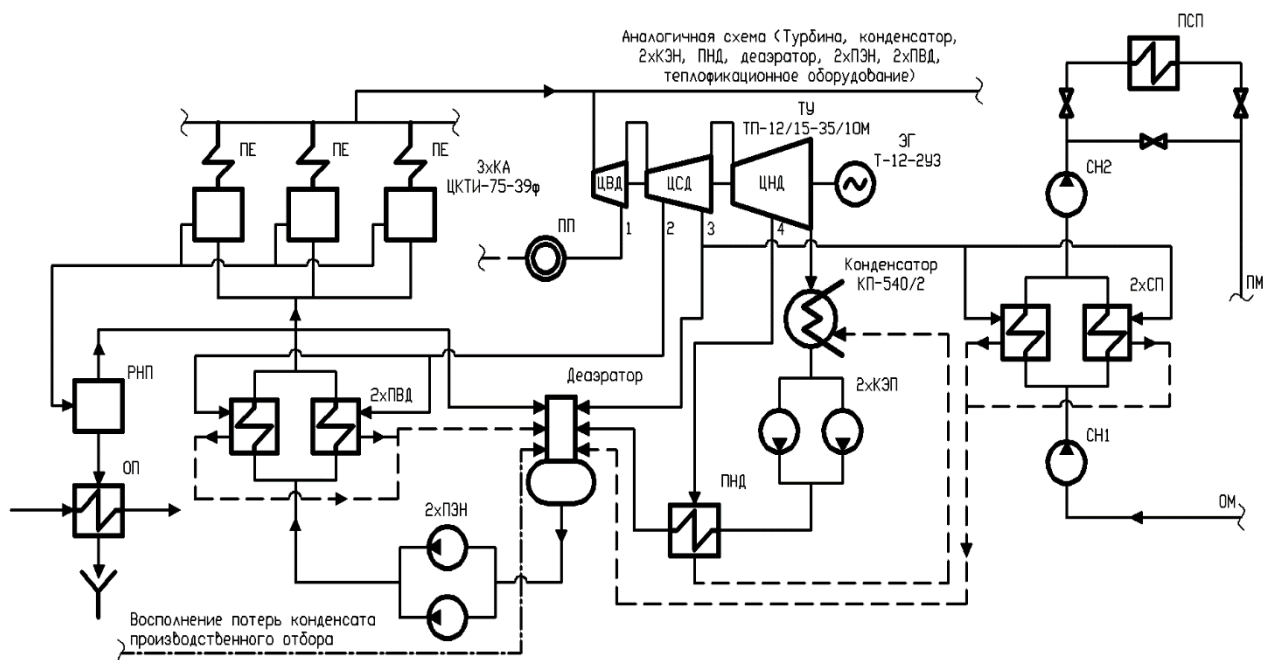 Аналогичная схема (Турбина, конденсатор,
2хКЭН, ПНД, деаэратор, 2хПЭН, 2хПВД,
теплофикационное оборудование)
ПСП
ТУ
ТП-12/15-35/10М
ЭГ
Т-12-2УЗ
ПЕ
ПЕ
ПЕ
3хКА
ЦКТИ-75-39ф
ЦВД
ЦСД
ЦНД
СН2
1
2
3
4
ПП
Конденсатор
КП-540/2
2хСП
ПМ
РНП
2хПВД
Деаэратор
2хКЭП
СН1
ОП
ПНД
2хПЭН
ОМ
Восполнение потерь конденсата
производственного отбора